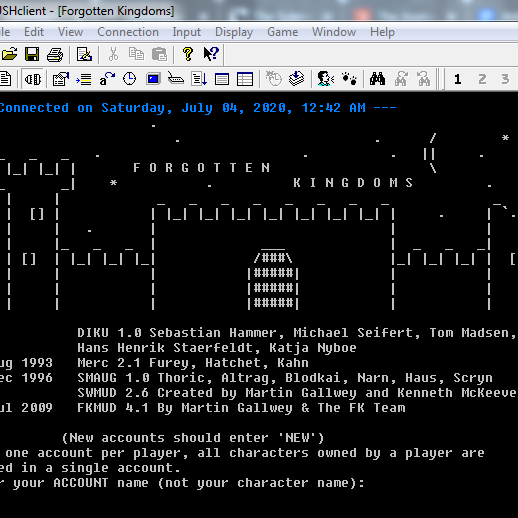 USHclient - [Forgotten Kingdoms]
Edit View Connection Input Display Game Window Help
1 2 3
Connected on Saturday, July 04, 2020, 12:42 AM ---
F O R G O T T E N
K I N G D O M S
DIKU 1.0 Sebastian Hammer, Michael Seifert, Tom Madsen,
Hans Henrik Staerfeldt, Katja Nyboe
ug 1993 Merc 2.1 Furey, Hatchet, Kahn
ec 1996 SMAUG 1.0 Thoric, Altrag, Blodkai, Narn, Haus, Scryn
SWMUD 2.6 Created by Martin Gallwey and Kenneth McKeeve
ul 2009 FKMUD 4.1 By Martin Gallwey & The FK Team
(New accounts should enter 'NEW')
one account per player, all characters owned by a player are
ed in a single account.
r your ACCOUNT name (not your character name):